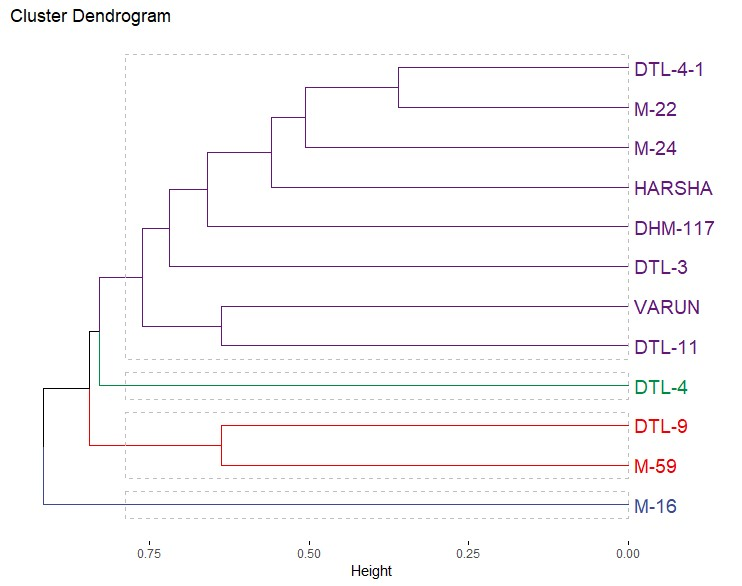 Cluster Dendrogram
DTL-4-1
M-22
M-24
HARSHA
DHM-117
DTL-3
VARUN
DTL-11
DTL-4
DTL-9
M-59
M-16
0.75 0.50 0.25 0.00
Height